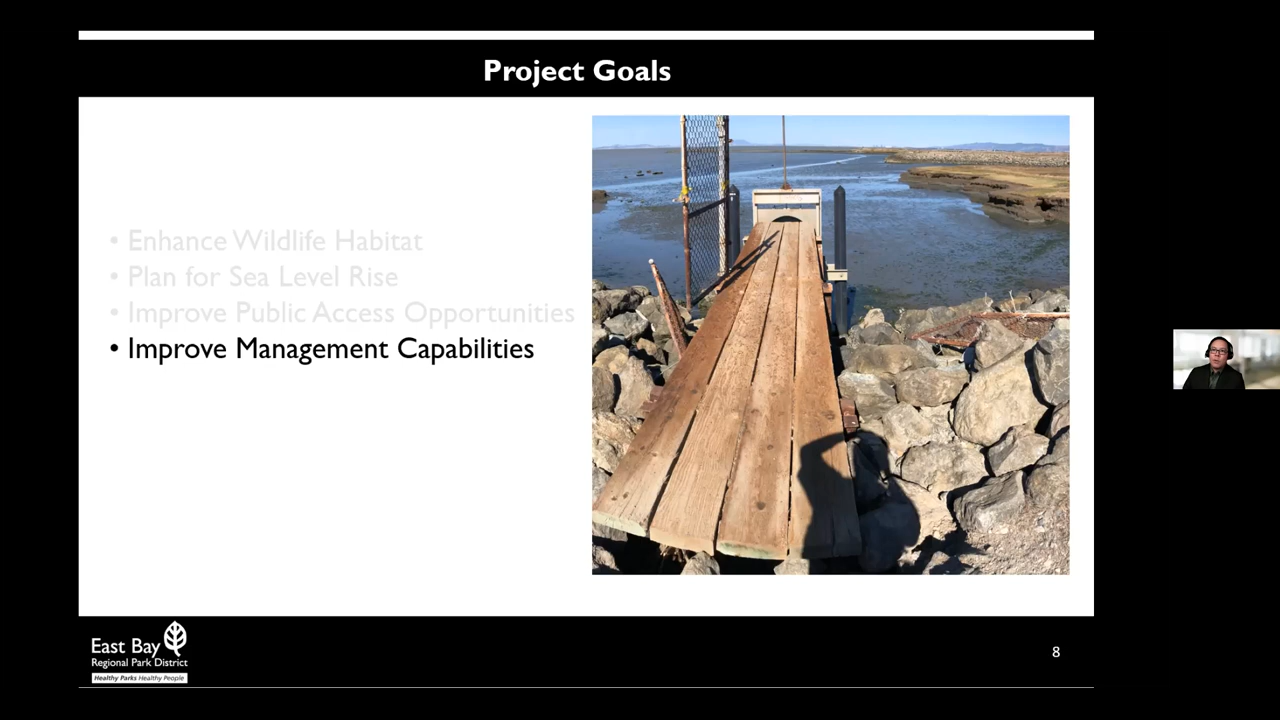 Project Goals
• Enhance Wildlife Habitat
• Plan for Sea Level Rise
• Improve Public Access Opportunities
• Improve Management Capabilities
East Bay
Regional Park District
Healthy Parks Healthy People
8